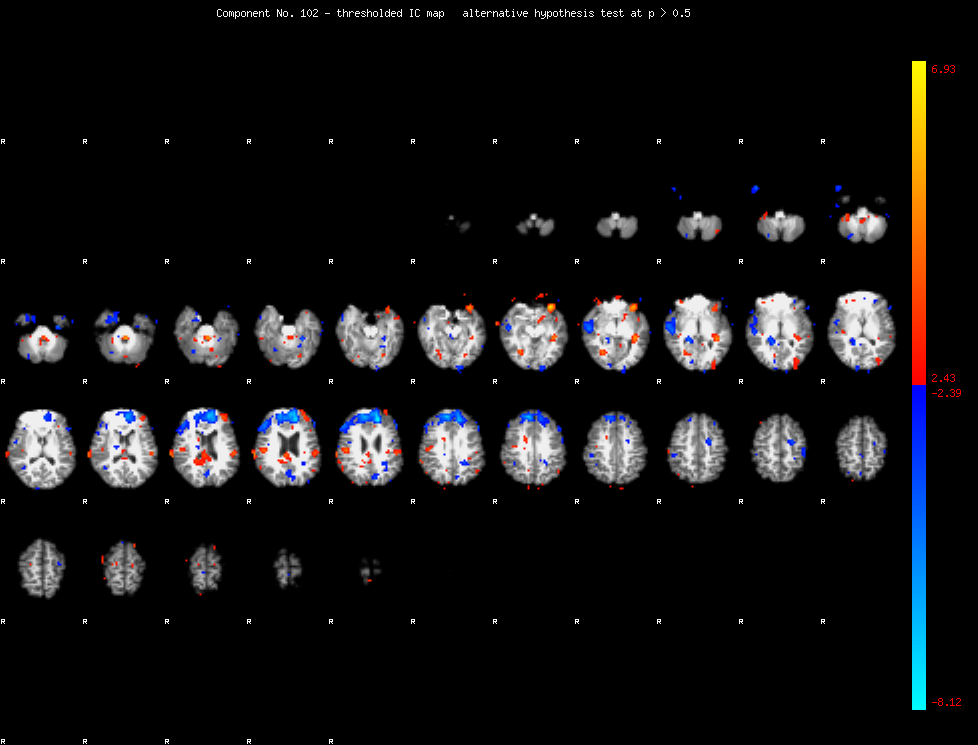 Component No. 102 - thresholded IC map   alternative hypothesis test at p > 0.5
6.93
R R R R R R R R R R R
R R R R R R R R R R R
2.43
R R R R R R R R R R R
-2.39
R R R R R R R R R R R
R R R R R R R R R R R
-8.12
R R R R R